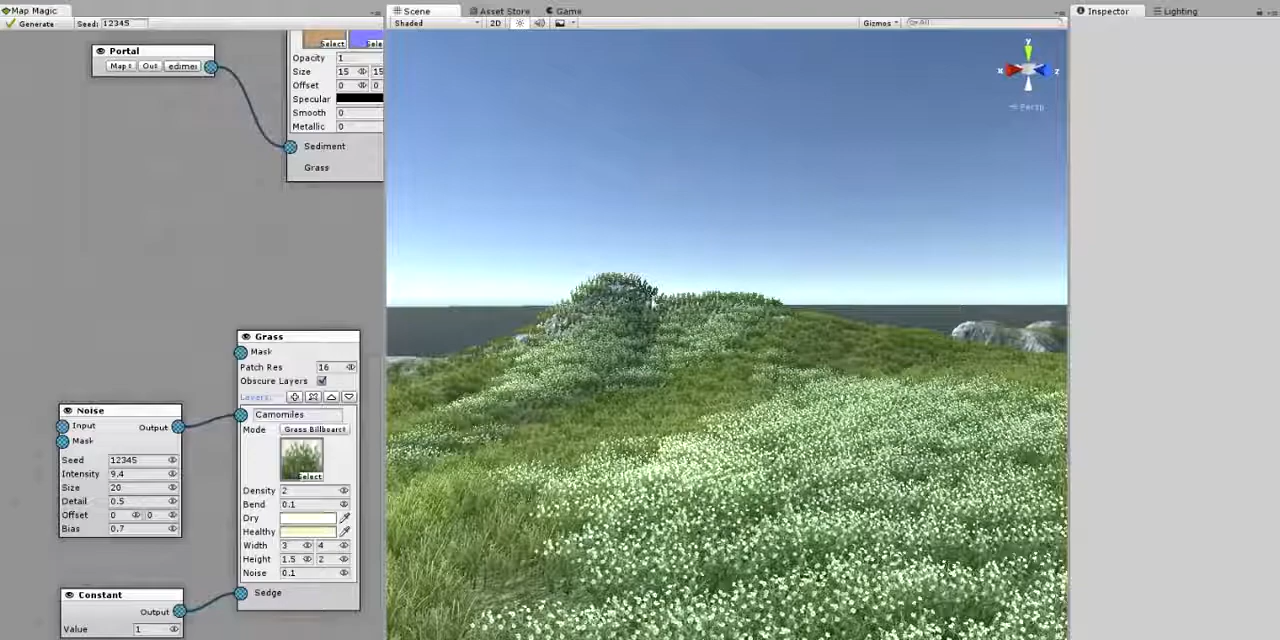 Map Magic
Generate Seed: 12345
Portal
Map Out
Select
Opacity 1
Size 15 15
Offset 0 0
Specular
Smooth 0
Metallic 0
Sediment
Grass
Grass
Mask
Patch Res 16
Obscure Layers
Layers:
Camomiles
Mode Grass Billboard
Select
Density 2
Bend 0.1
Dry
Healthy
Width 3 4
Height 1.5 2
Noise 0.1
Sedge
Noise
Input Output
Mask
Seed 12345
Intensity 9.4
Size 20
Detail 0.5
Offset 0 0
Bias 0.7
Constant
Output
Value 1
Scene Asset Store Game
Shaded 2D Gizmos All
y
x z
Persp
Inspector Lighting